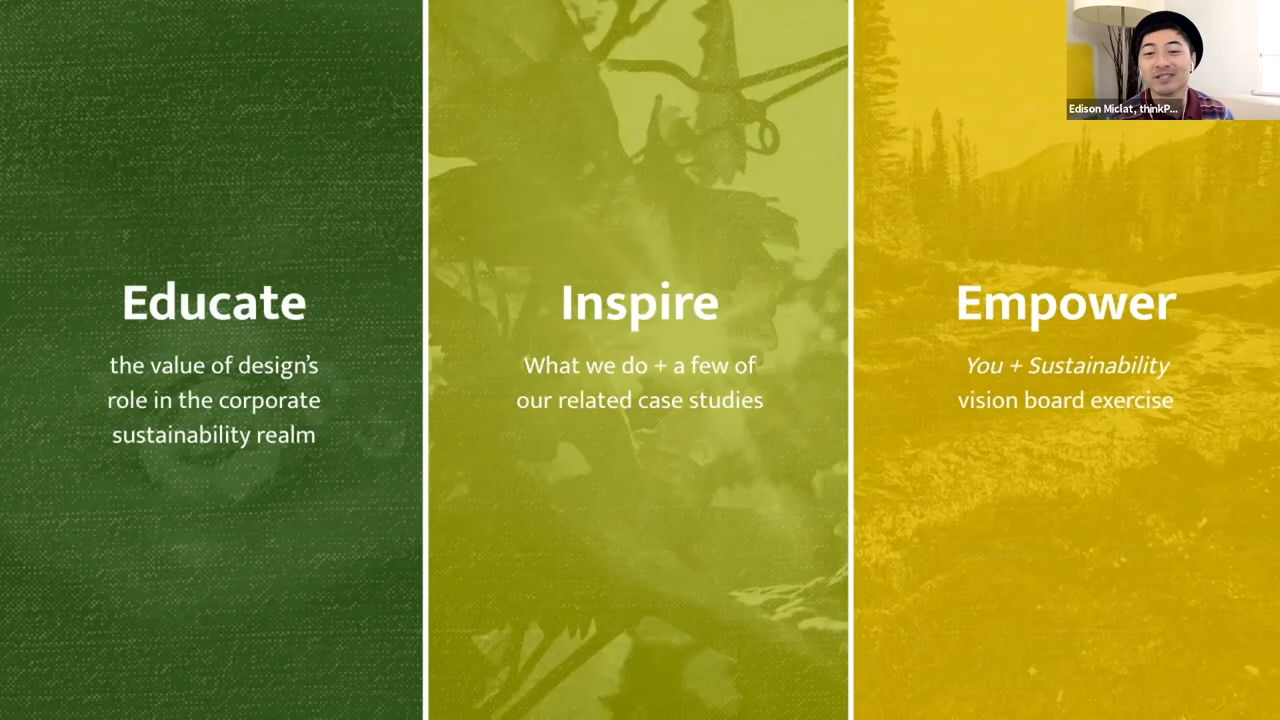 Edison Miclat, thinkP...
Educate
the value of design's
role in the corporate
sustainability realm
Inspire
What we do + a few of
our related case studies
Empower
You + Sustainability
vision board exercise